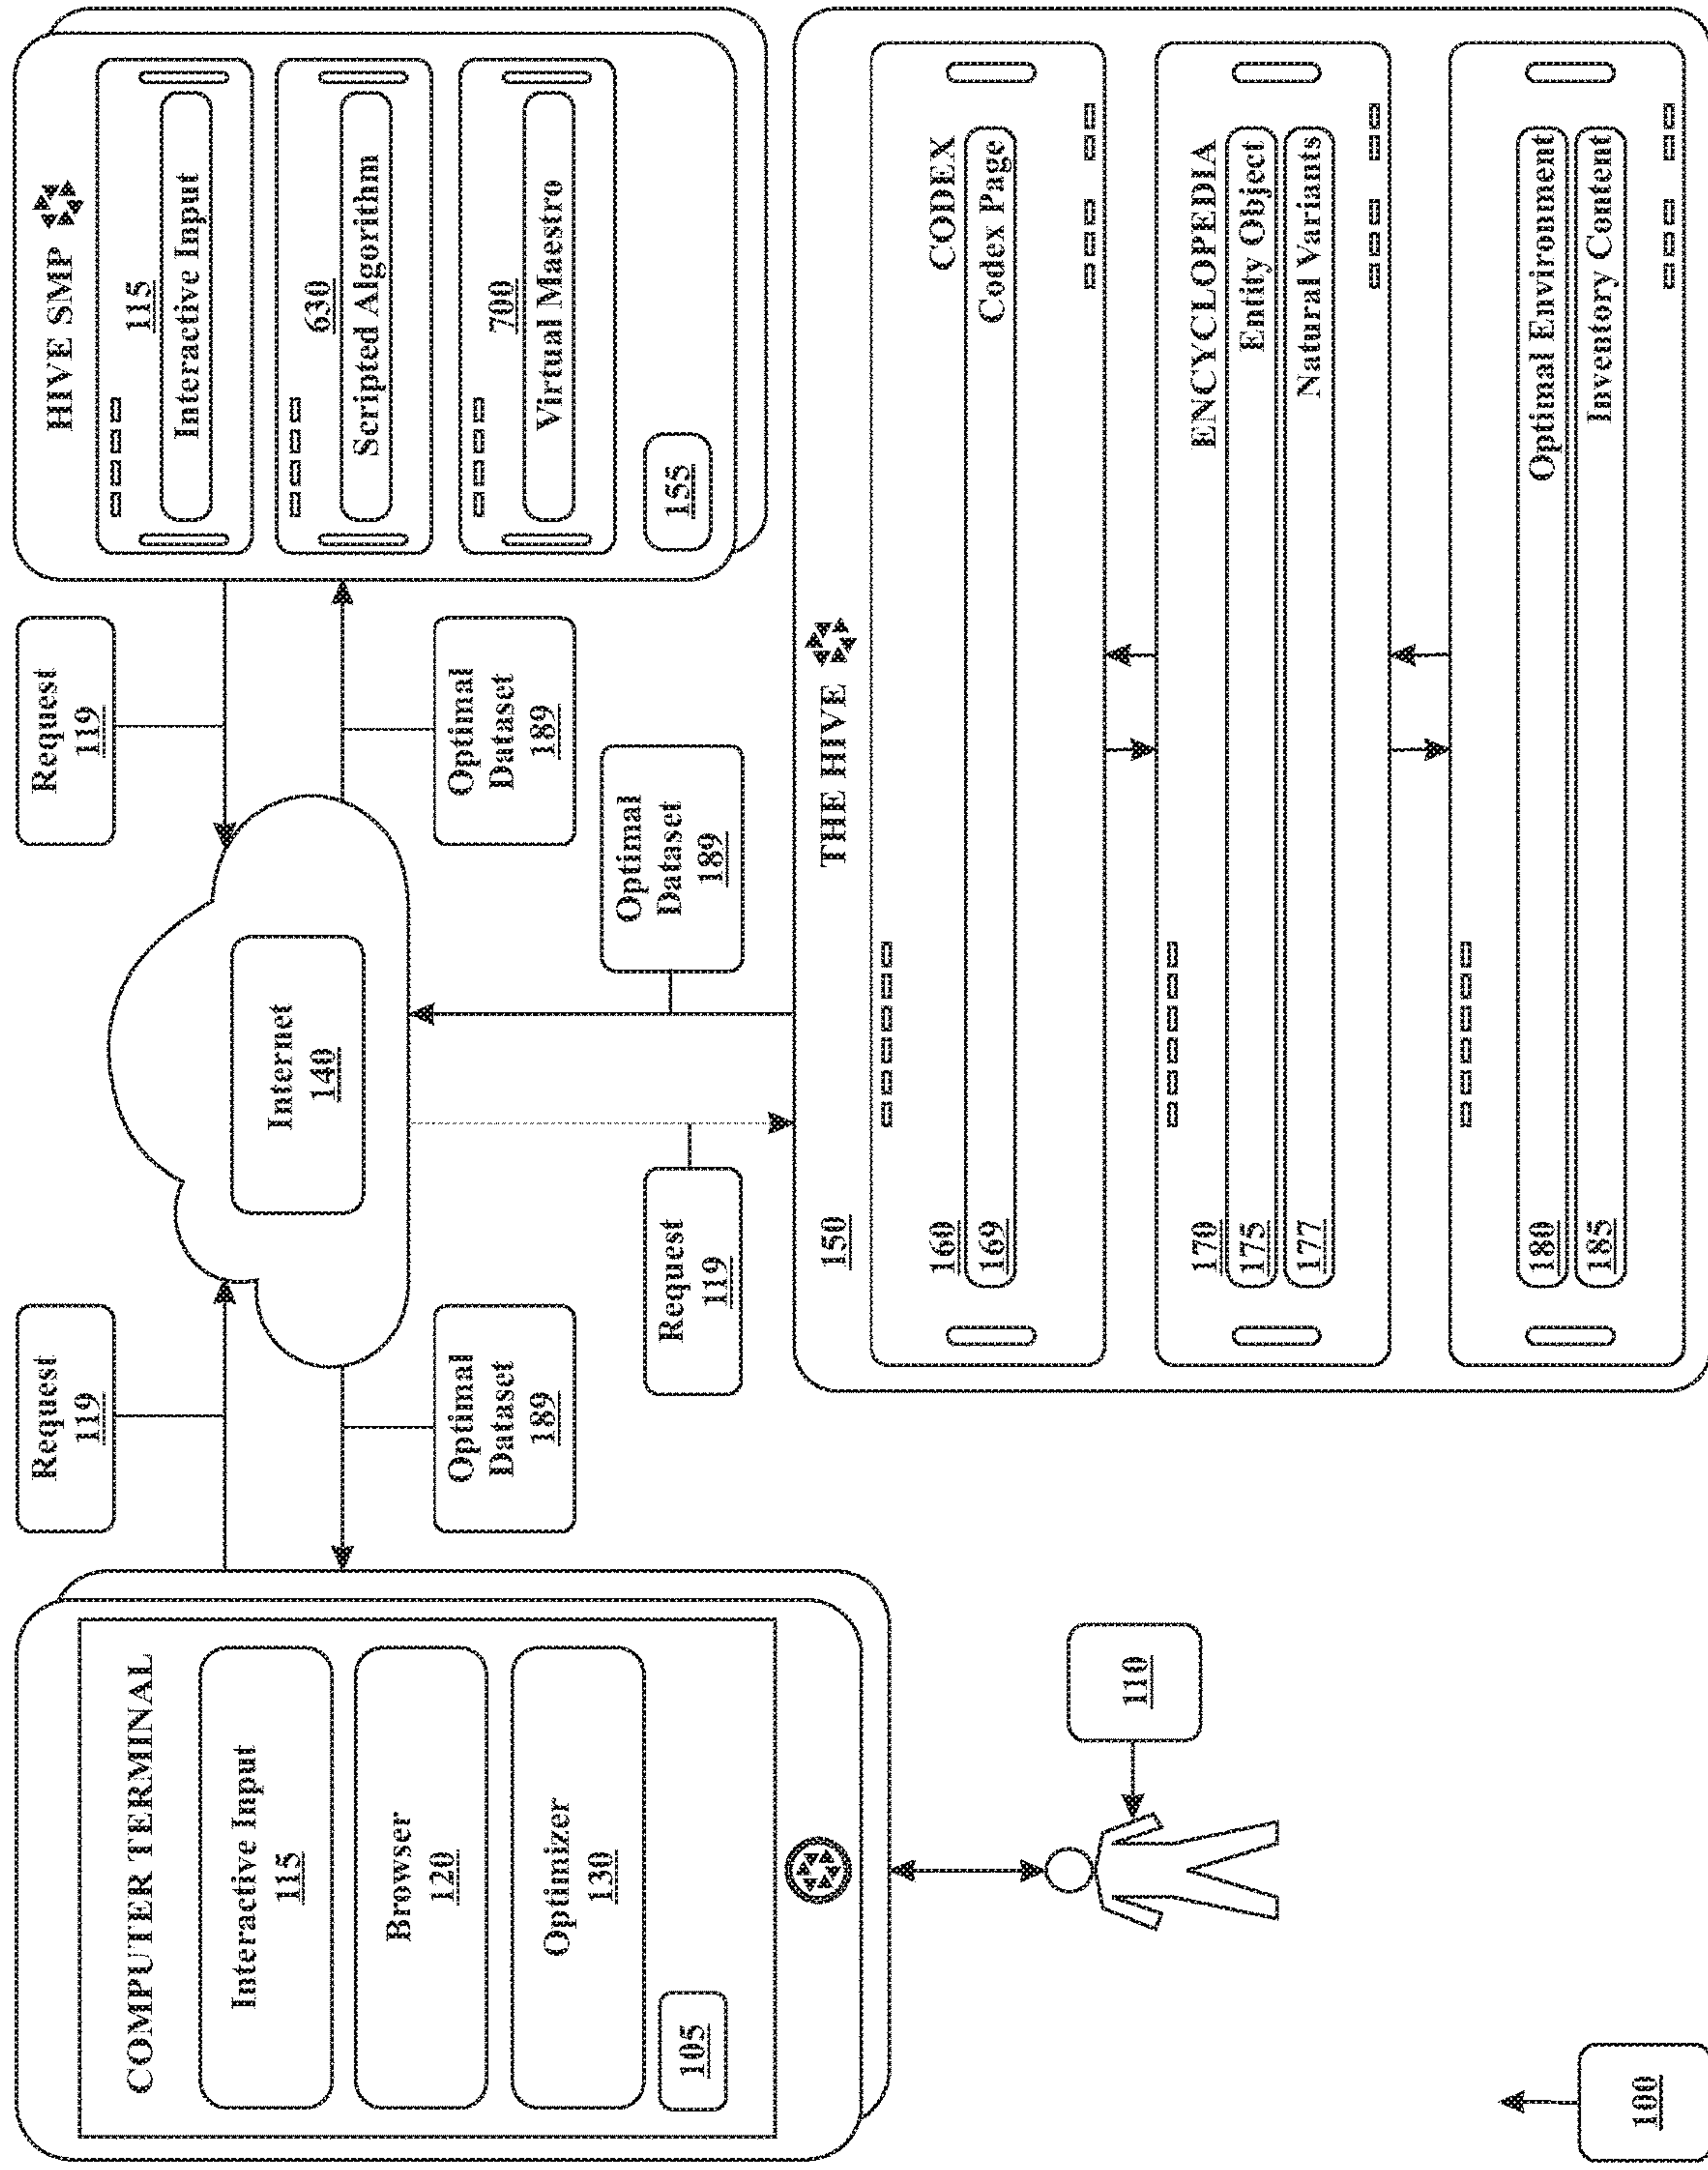 COMPUTER TERMINAL
Interactive Input
115
Browser
120
Optimizer
130
105
110
100
Request
119
Optimal
Dataset
189
Internet
140
Request
119
Optimal
Dataset
189
Request
119
Optimal
Dataset
189
HIVE SMP
115
Interactive Input
630
Scripted Algorithm
700
Virtual Maestro
155
150
THE HIVE
160
CODEX
169
Codex Page
170
ENCYCLOPEDIA
175
Entity Object
177
Natural Variants
180
Optimal Environment
185
Inventory Content